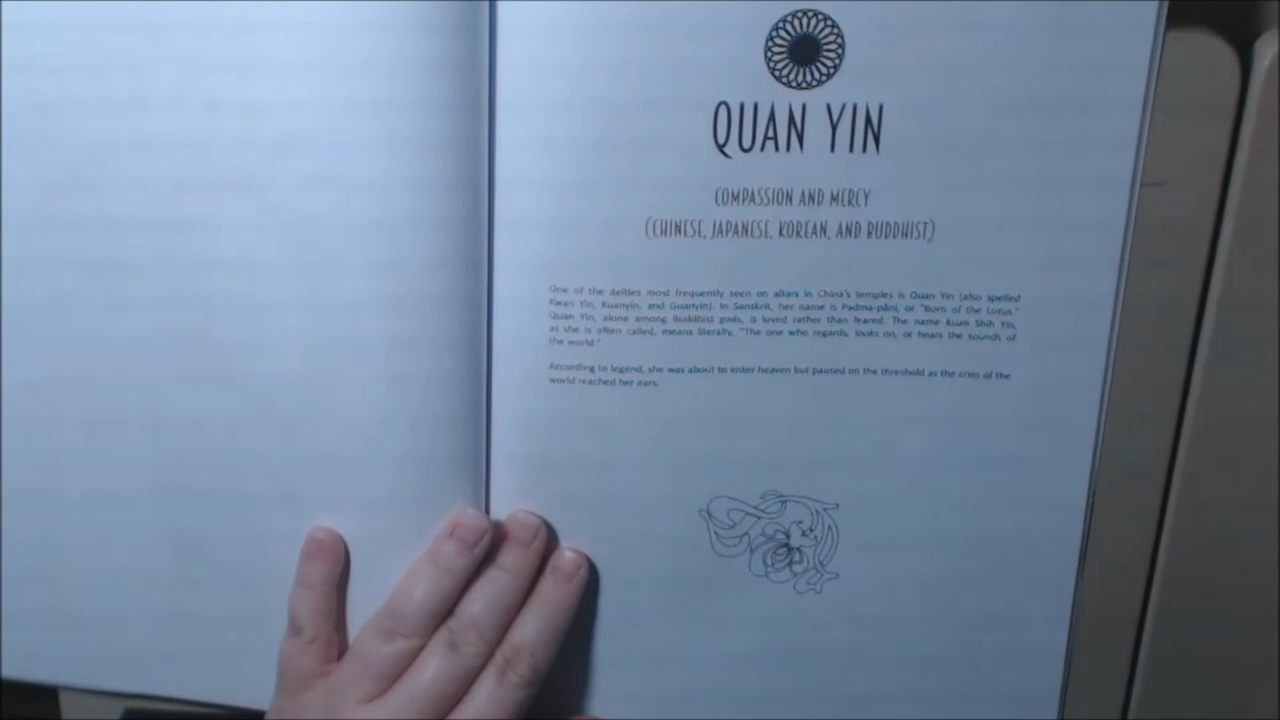 QUAN YIN
COMPASSION AND MERCY
(CHINESE, JAPANESE, KOREAN, AND BUDDHIST)
One of the deities most frequently seen on altars in China's temples is Quan Yin (also spelled
Kwan Yin, Kuanyin, and Guanyin). In Sanskrit, her name is Padma-pâni, or "Born of the Lotus."
Quan Yin, alone among Buddhist gods, is loved rather than feared. The name Kuan Shih Yin,
as she is often called, means literally, "The one who regards, looks on, or hears the sounds of
the world."
According to legend, she was about to enter heaven but paused on the threshold as the cries of the
world reached her ears.